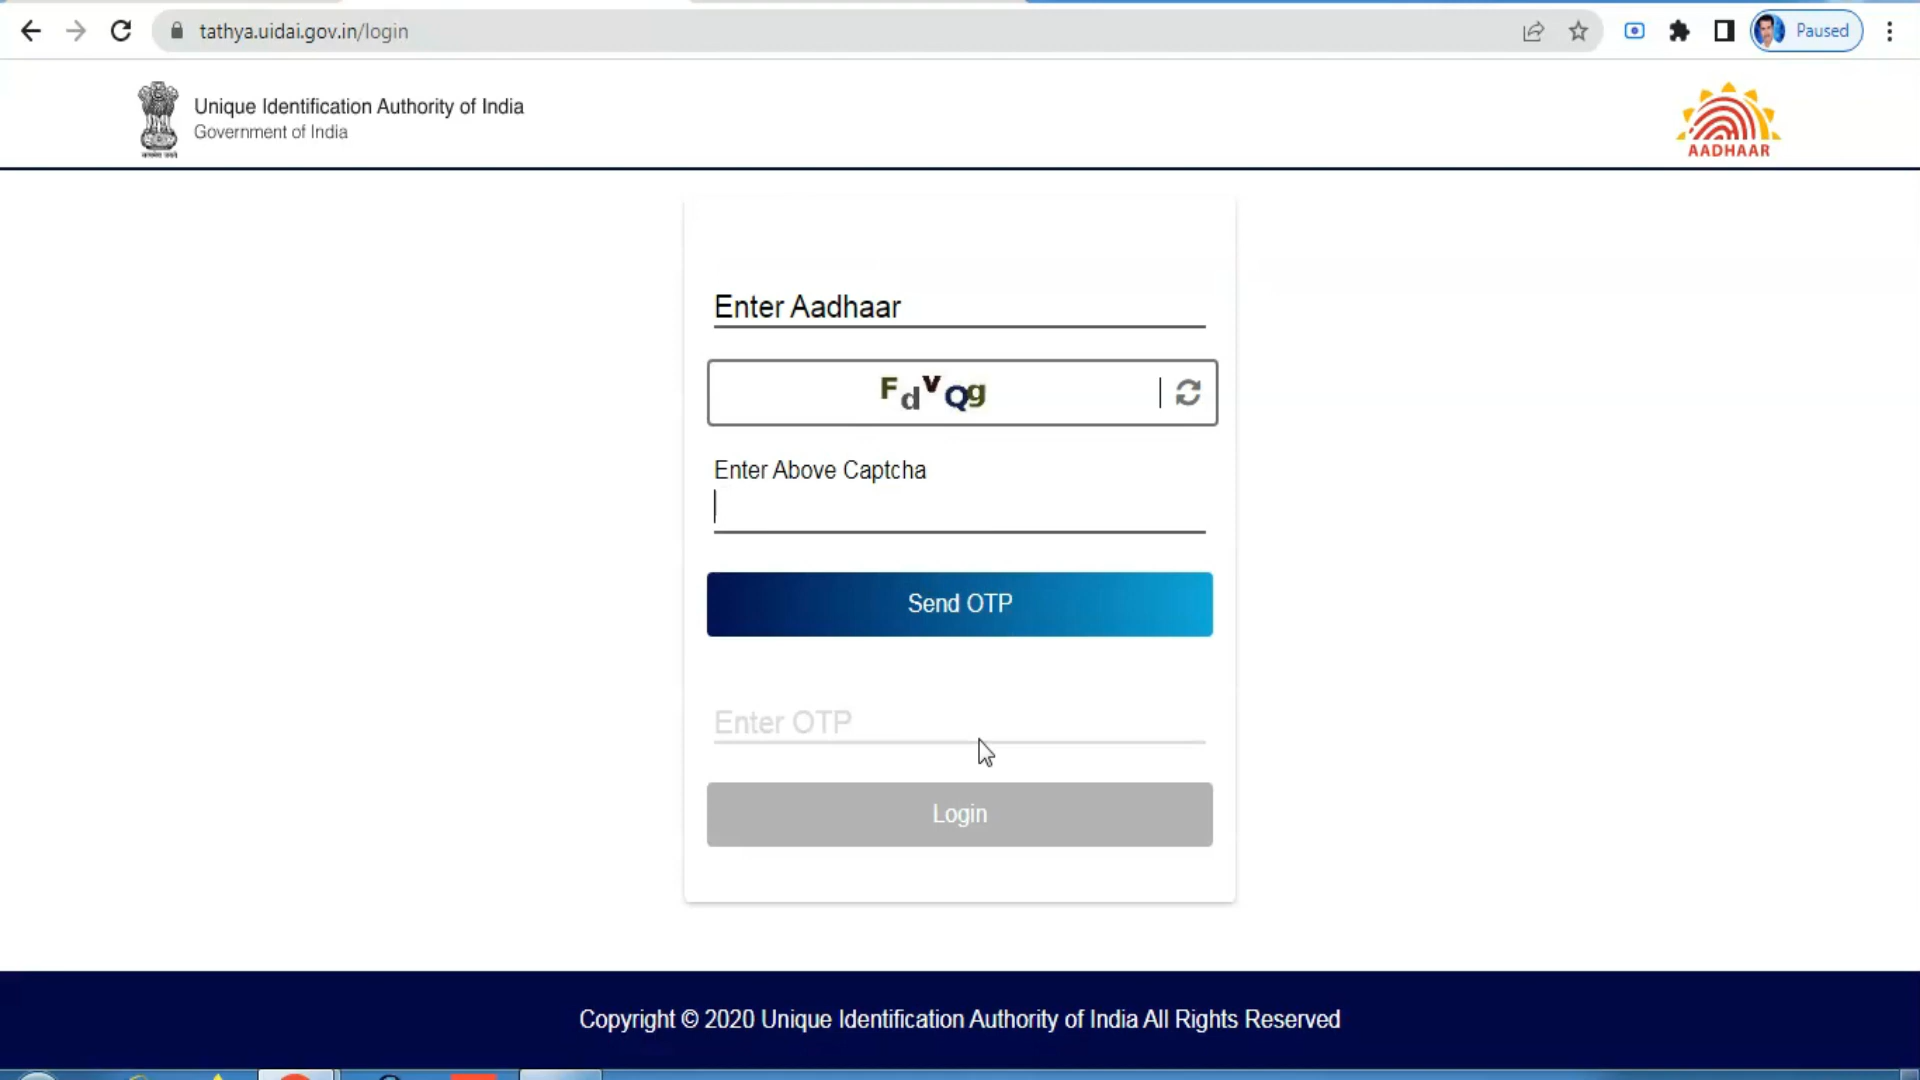 tathya.uidai.gov.in/login
Paused
Unique Identification Authority of India
Government of India
AADHAAR
Enter Aadhaar
FdVQg
Enter Above Captcha
Send OTP
Enter OTP
Login
Copyright © 2020 Unique Identification Authority of India All Rights Reserved